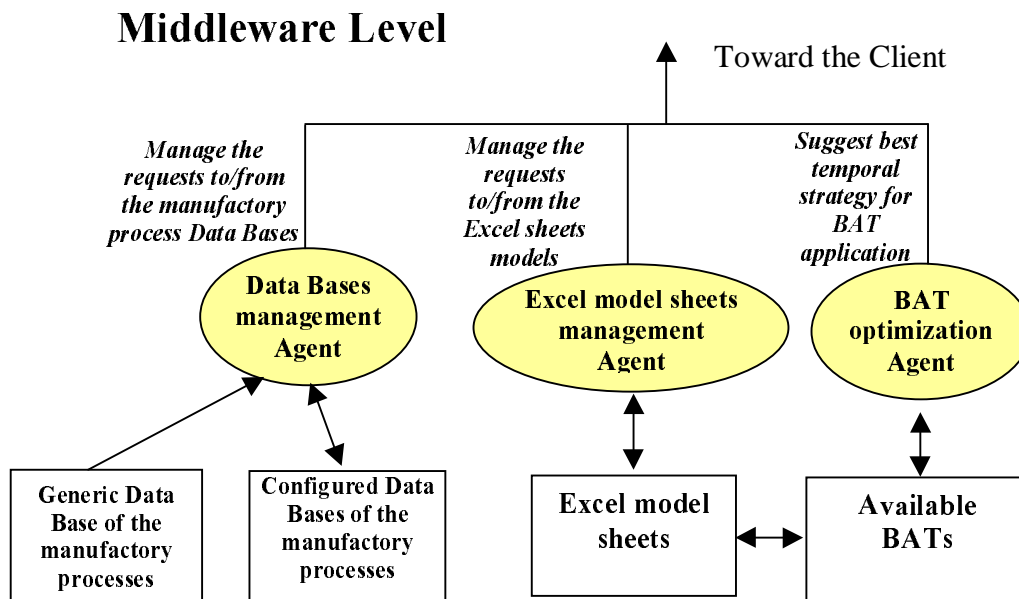 Middleware Level
Toward the Client
Manage the
requests to/from
the manufactory
process Data Bases
Manage the
requests
to/from the
Excel sheets
models
Suggest best
temporal
strategy for
BAT
application
Data Bases
management
Agent
Excel model sheets
management
Agent
BAT
optimization
Agent
Generic Data
Base of the
manufactory
processes
Configured Data
Bases of the
manufactory
processes
Excel model
sheets
Available
BATs